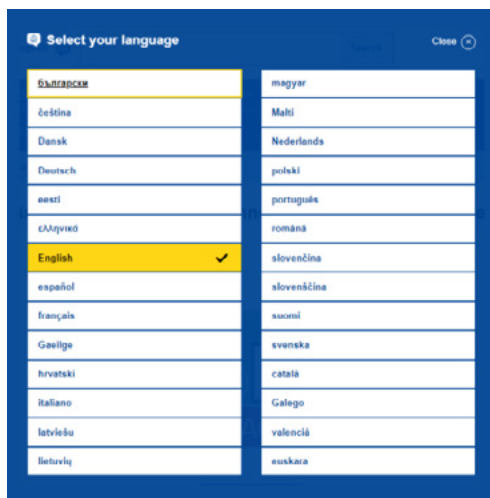 Select your language
Close
български
čeština
Dansk
Deutsch
eesti
ελληνικά
English
español
français
Gaeilge
hrvatski
italiano
latviešu
lietuvių
magyar
Malti
Nederlands
polski
português
română
slovenčina
slovenščina
suomi
svenska
català
Galego
valencià
euskara